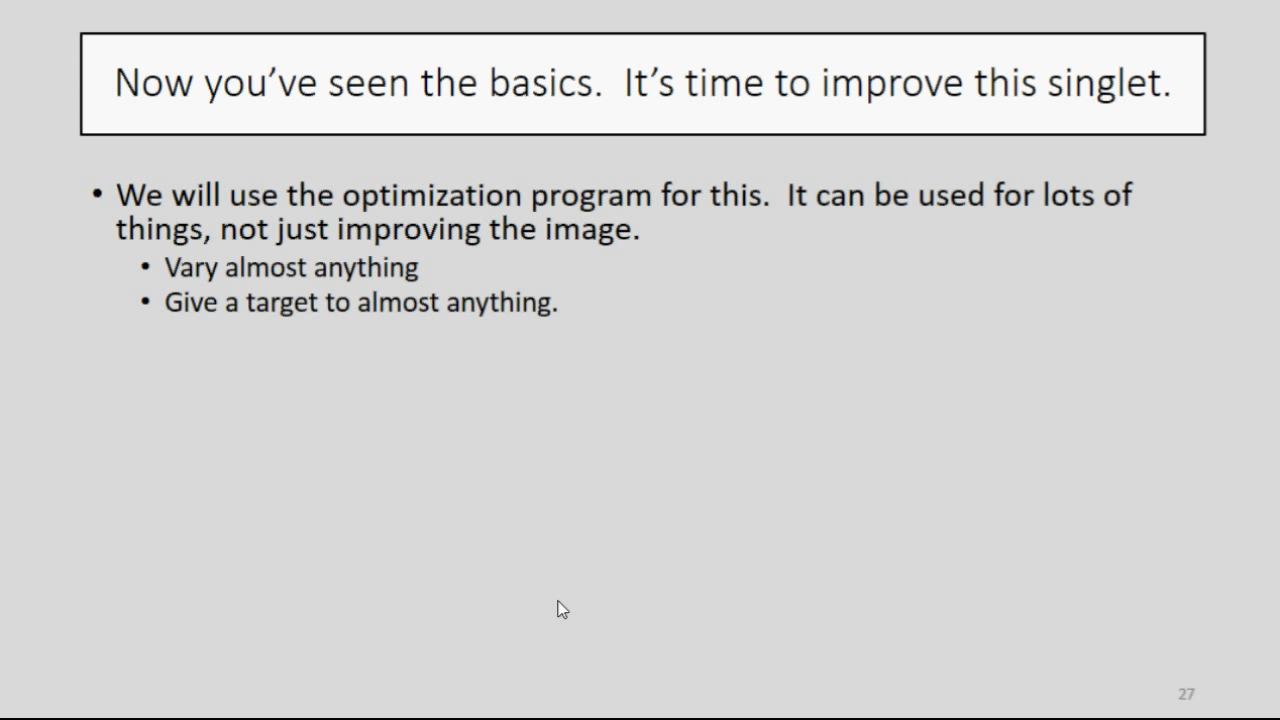 Now you’ve seen the basics.  It’s time to improve this singlet.
• We will use the optimization program for this.  It can be used for lots of
things, not just improving the image.
• Vary almost anything
• Give a target to almost anything.
27